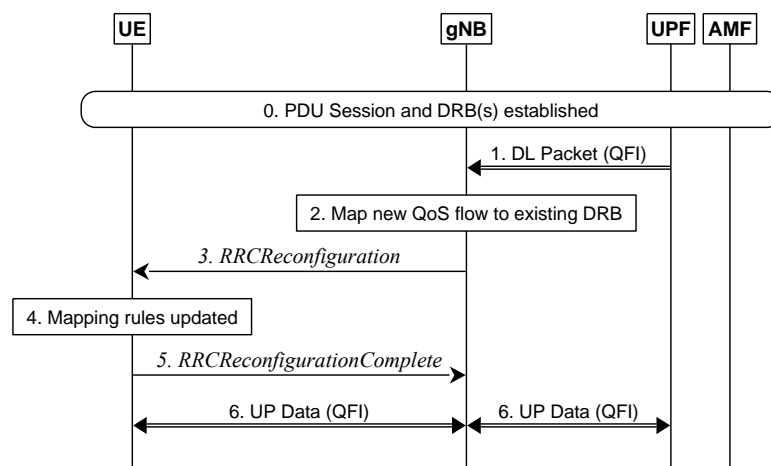 UE
gNB
UPF
AMF
0. PDU Session and DRB(s) established
1. DL Packet (QFI)
2. Map new QoS flow to existing DRB
3. RRCReconfiguration
4. Mapping rules updated
5. RRCReconfigurationComplete
6. UP Data (QFI)
6. UP Data (QFI)